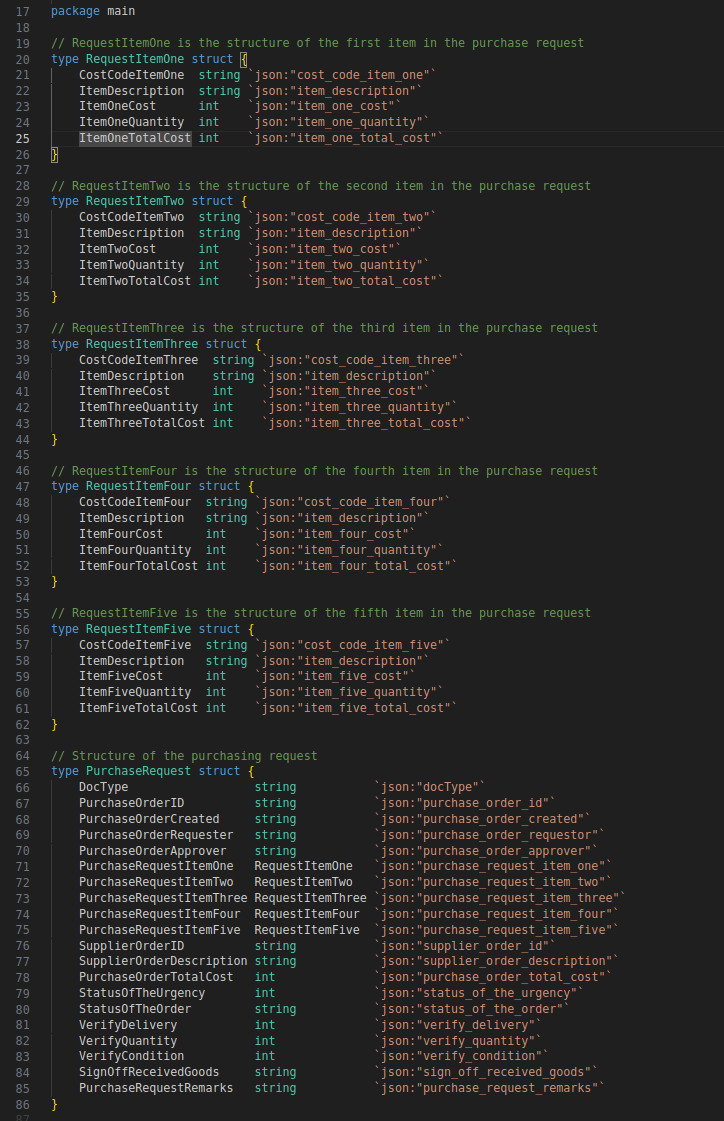 17 package main
18
19 // RequestItemOne is the structure of the first item in the purchase request
20 type RequestItemOne struct {
21     CostCodeItemOne  string `json:"cost_code_item_one"`
22     ItemDescription  string `json:"item_description"`
23     ItemOneCost      int    `json:"item_one_cost"`
24     ItemOneQuantity  int    `json:"item_one_quantity"`
25     ItemOneTotalCost int    `json:"item_one_total_cost"`
26 }
27
28 // RequestItemTwo is the structure of the second item in the purchase request
29 type RequestItemTwo struct {
30     CostCodeItemTwo  string `json:"cost_code_item_two"`
31     ItemDescription  string `json:"item_description"`
32     ItemTwoCost      int    `json:"item_two_cost"`
33     ItemTwoQuantity  int    `json:"item_two_quantity"`
34     ItemTwoTotalCost int    `json:"item_two_total_cost"`
35 }
36
37 // RequestItemThree is the structure of the third item in the purchase request
38 type RequestItemThree struct {
39     CostCodeItemThree  string `json:"cost_code_item_three"`
40     ItemDescription    string `json:"item_description"`
41     ItemThreeCost      int    `json:"item_three_cost"`
42     ItemThreeQuantity  int    `json:"item_three_quantity"`
43     ItemThreeTotalCost int    `json:"item_three_total_cost"`
44 }
45
46 // RequestItemFour is the structure of the fourth item in the purchase request
47 type RequestItemFour struct {
48     CostCodeItemFour  string `json:"cost_code_item_four"`
49     ItemDescription   string `json:"item_description"`
50     ItemFourCost      int    `json:"item_four_cost"`
51     ItemFourQuantity  int    `json:"item_four_quantity"`
52     ItemFourTotalCost int    `json:"item_four_total_cost"`
53 }
54
55 // RequestItemFive is the structure of the fifth item in the purchase request
56 type RequestItemFive struct {
57     CostCodeItemFive  string `json:"cost_code_item_five"`
58     ItemDescription   string `json:"item_description"`
59     ItemFiveCost      int    `json:"item_five_cost"`
60     ItemFiveQuantity  int    `json:"item_five_quantity"`
61     ItemFiveTotalCost int    `json:"item_five_total_cost"`
62 }
63
64 // Structure of the purchasing request
65 type PurchaseRequest struct {
66     DocType                  string           `json:"docType"`
67     PurchaseOrderID          string           `json:"purchase_order_id"`
68     PurchaseOrderCreated     string           `json:"purchase_order_created"`
69     PurchaseOrderRequester   string           `json:"purchase_order_requestor"`
70     PurchaseOrderApprover    string           `json:"purchase_order_approver"`
71     PurchaseRequestItemOne   RequestItemOne   `json:"purchase_request_item_one"`
72     PurchaseRequestItemTwo   RequestItemTwo   `json:"purchase_request_item_two"`
73     PurchaseRequestItemThree RequestItemThree `json:"purchase_request_item_three"`
74     PurchaseRequestItemFour  RequestItemFour  `json:"purchase_request_item_four"`
75     PurchaseRequestItemFive  RequestItemFive  `json:"purchase_request_item_five"`
76     SupplierOrderID          string           `json:"supplier_order_id"`
77     SupplierOrderDescription string           `json:"supplier_order_description"`
78     PurchaseOrderTotalCost   int              `json:"purchase_order_total_cost"`
79     StatusOfTheUrgency       int              `json:"status_of_the_urgency"`
80     StatusOfTheOrder         string           `json:"status_of_the_order"`
81     VerifyDelivery           int              `json:"verify_delivery"`
82     VerifyQuantity           int              `json:"verify_quantity"`
83     VerifyCondition          int              `json:"verify_condition"`
84     SignOffReceivedGoods     string           `json:"sign_off_received_goods"`
85     PurchaseRequestRemarks   string           `json:"purchase_request_remarks"`
86 }
87